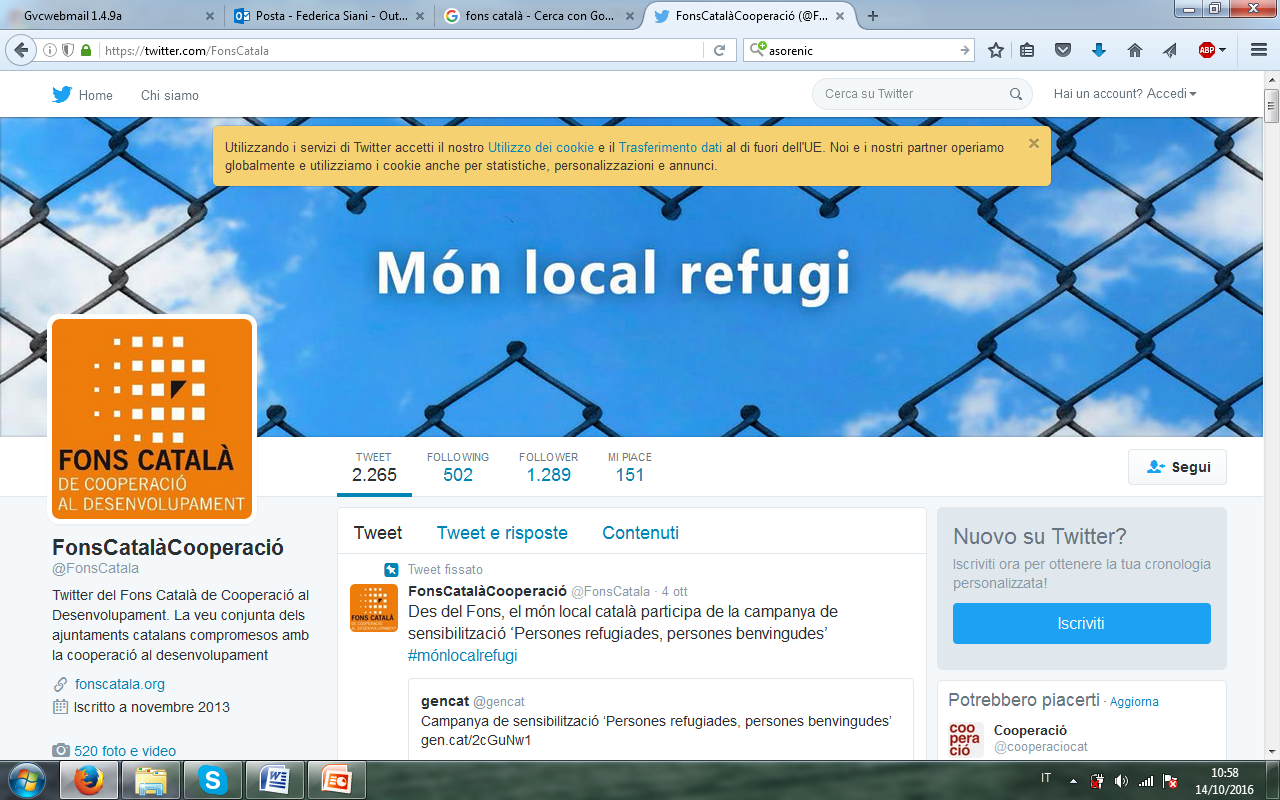 Gvcwebmail 1.4.9a
Posta - Federica Siani - Out...
fons català - Cerca con Go...
FonsCatalàCooperació (@F...
https://twitter.com/FonsCatala
asorenic
ABP
Home
Chi siamo
Cerca su Twitter
Hai un account? Accedi
Utilizzando i servizi di Twitter accetti il nostro Utilizzo dei cookie e il Trasferimento dati al di fuori dell'UE. Noi e i nostri partner operiamo
globalmente e utilizziamo i cookie anche per statistiche, personalizzazioni e annunci.
Món local refugi
FONS CATALÀ
DE COOPERACIÓ
AL DESENVOLUPAMENT
TWEET
2.265
FOLLOWING
502
FOLLOWER
1.289
MI PIACE
151
Segui
FonsCatalàCooperació
@FonsCatala
Twitter del Fons Català de Cooperació al
Desenvolupament. La veu conjunta dels
ajuntaments catalans compromesos amb
la cooperació al desenvolupament
fonscatala.org
Iscritto a novembre 2013
520 foto e video
Tweet
Tweet e risposte
Contenuti
Tweet fissato
FONS CATALÀ
FonsCatalàCooperació @FonsCatala · 4 ott
Des del Fons, el món local català participa de la campanya de
sensibilització ‘Persones refugiades, persones benvingudes’
#mónlocalrefugi
gencat @gencat
Campanya de sensibilització ‘Persones refugiades, persones benvingudes’
gen.cat/2cGuNw1
Nuovo su Twitter?
Iscriviti ora per ottenere la tua cronologia
personalizzata!
Iscriviti
Potrebbero piacerti · Aggiorna
coo
pera
ció
Cooperació
@cooperaciocat
IT
10:58
14/10/2016